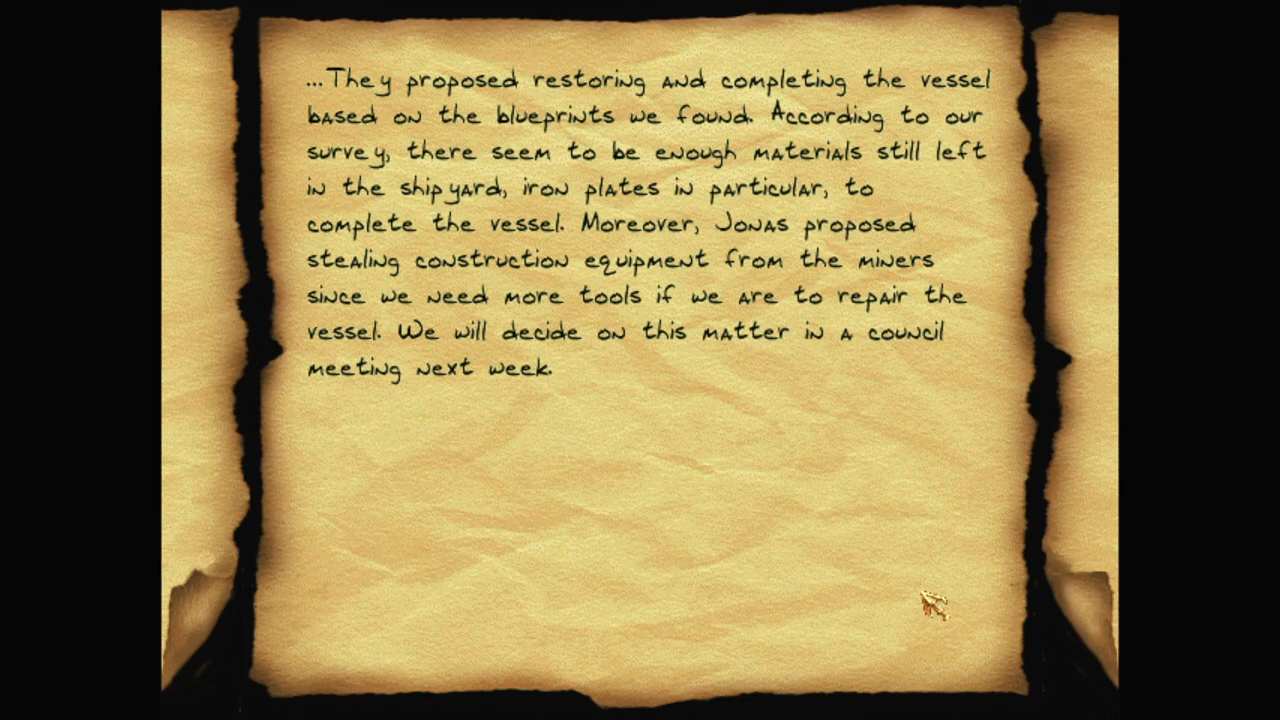 ...They proposed restoring and completing the vessel
based on the blueprints we found. According to our
survey, there seem to be enough materials still left
in the shipyard, iron plates in particular, to
complete the vessel. Moreover, Jonas proposed
stealing construction equipment from the miners
since we need more tools if we are to repair the
vessel. We will decide on this matter in a council
meeting next week.